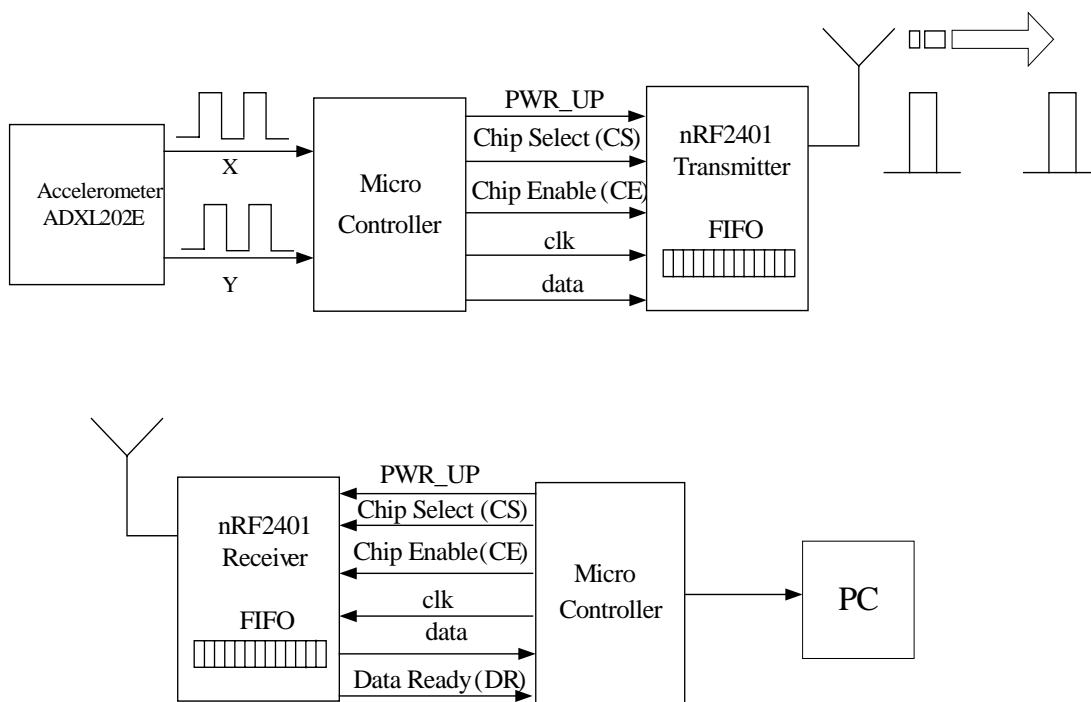 Accelerometer
ADXL202E
X
Y
Micro
Controller
PWR_UP
Chip Select (CS)
Chip Enable (CE)
clk
data
nRF2401
Transmitter
FIFO
nRF2401
Receiver
FIFO
PWR_UP
Chip Select (CS)
Chip Enable (CE)
clk
data
Data Ready (DR)
Micro
Controller
PC